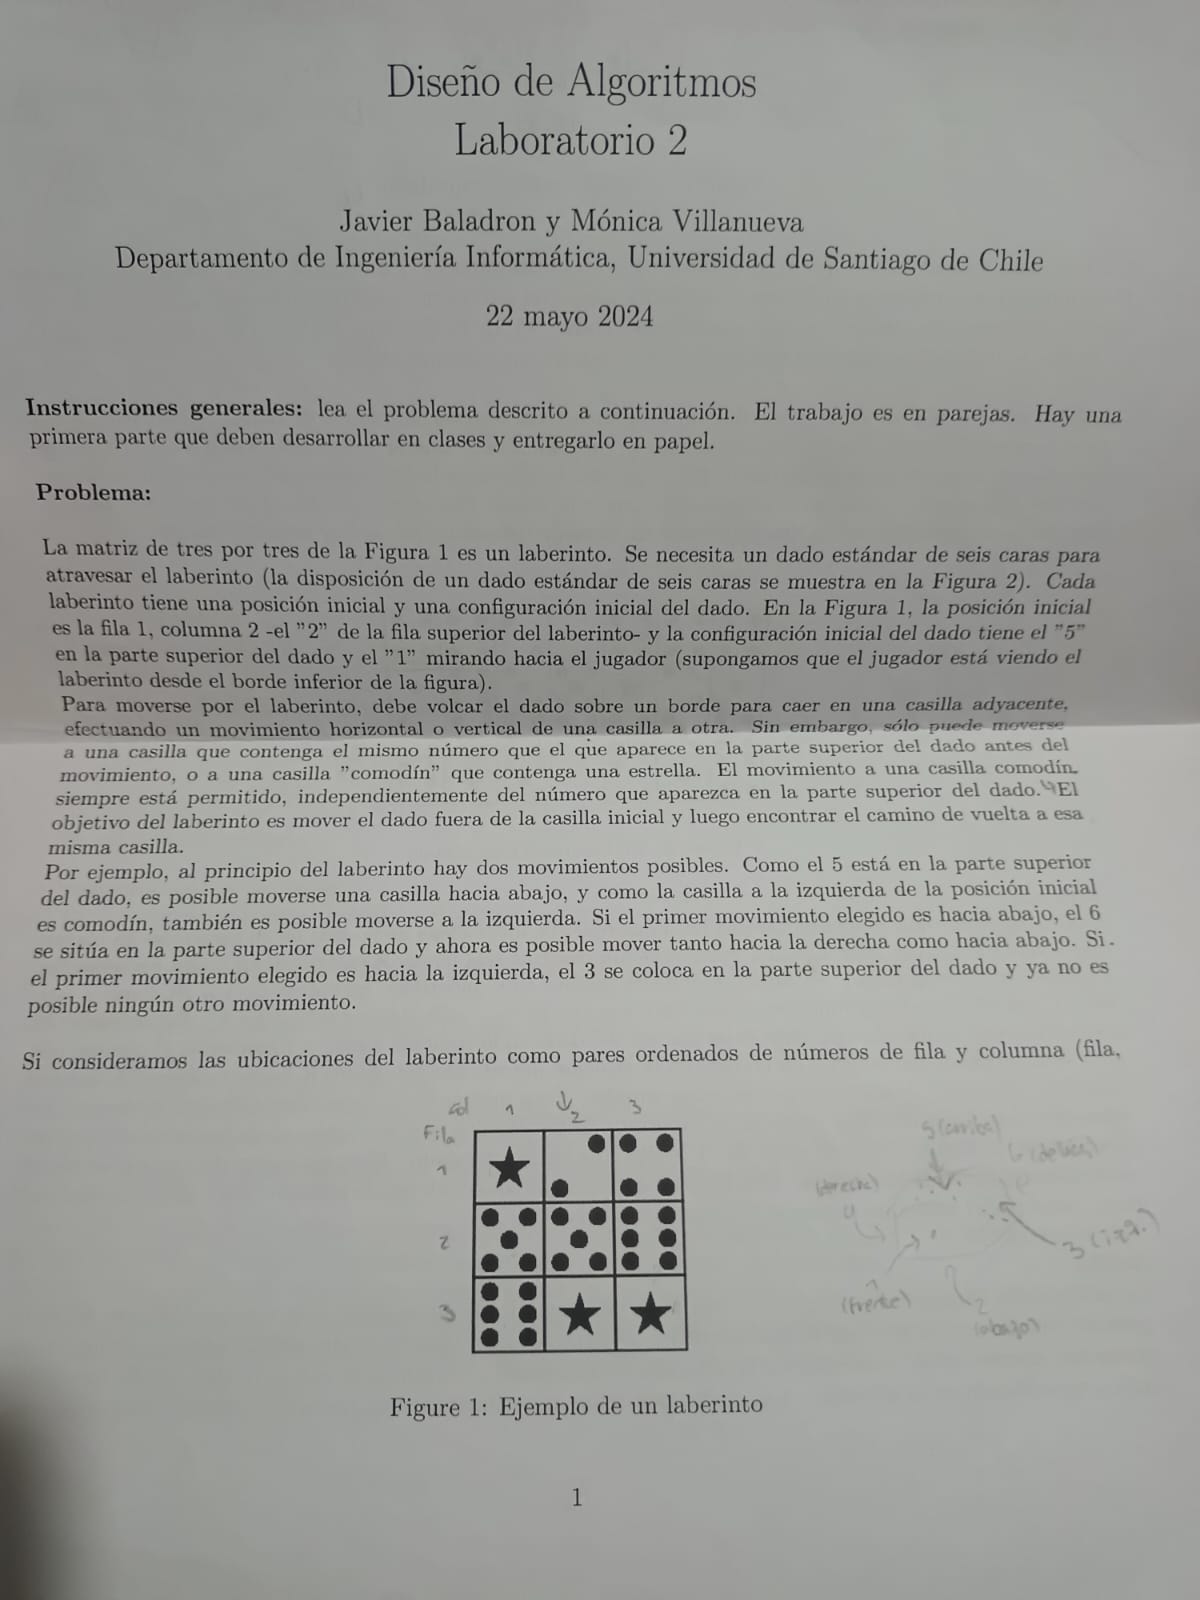 Diseño de Algoritmos
Laboratorio 2
Javier Baladron y Mónica Villanueva
Departamento de Ingeniería Informática, Universidad de Santiago de Chile
22 mayo 2024
Instrucciones generales: lea el problema descrito a continuación. El trabajo es en parejas. Hay una
primera parte que deben desarrollar en clases y entregarlo en papel.
Problema:
La matriz de tres por tres de la Figura 1 es un laberinto. Se necesita un dado estándar de seis caras para
atravesar el laberinto (la disposición de un dado estándar de seis caras se muestra en la Figura 2). Cada
laberinto tiene una posición inicial y una configuración inicial del dado. En la Figura 1, la posición inicial
es la fila 1, columna 2 -el "2" de la fila superior del laberinto- y la configuración inicial del dado tiene el "5"
en la parte superior del dado y el "1" mirando hacia el jugador (supongamos que el jugador está viendo el
laberinto desde el borde inferior de la figura).
Para moverse por el laberinto, debe volcar el dado sobre un borde para caer en una casilla adyacente,
efectuando un movimiento horizontal o vertical de una casilla a otra. Sin embargo, sólo puede moverse
a una casilla que contenga el mismo número que el que aparece en la parte superior del dado antes del
movimiento, o a una casilla "comodín" que contenga una estrella. El movimiento a una casilla comodín
siempre está permitido, independientemente del número que aparezca en la parte superior del dado. El
objetivo del laberinto es mover el dado fuera de la casilla inicial y luego encontrar el camino de vuelta a esa
misma casilla.
Por ejemplo, al principio del laberinto hay dos movimientos posibles. Como el 5 está en la parte superior
del dado, es posible moverse una casilla hacia abajo, y como la casilla a la izquierda de la posición inicial
es comodín, también es posible moverse a la izquierda. Si el primer movimiento elegido es hacia abajo, el 6
se sitúa en la parte superior del dado y ahora es posible mover tanto hacia la derecha como hacia abajo. Si
el primer movimiento elegido es hacia la izquierda, el 3 se coloca en la parte superior del dado y ya no es
posible ningún otro movimiento.
Si consideramos las ubicaciones del laberinto como pares ordenados de números de fila y columna (fila,
col 1 2 3
Fila
1
2
3
5 (arriba)
(derecha)
3 (izq.)
(frente)
2
(abajo)
Figure 1: Ejemplo de un laberinto
1